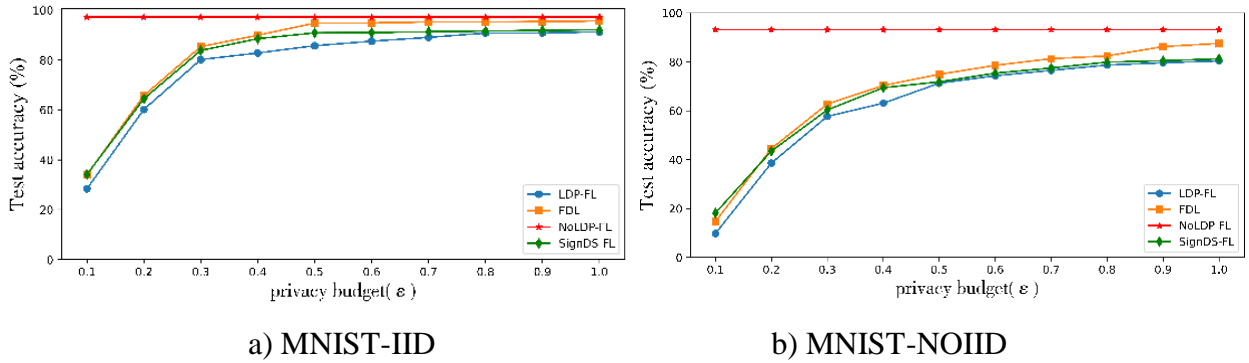 100
80
60
40
20
0
Test accuracy (%)
LDP-FL
FDL
NoLDP-FL
SignDS-FL
0.1 0.2 0.3 0.4 0.5 0.6 0.7 0.8 0.9 1.0
privacy budget( ε )
a) MNIST-IID
100
80
60
40
20
0
Test accuracy (%)
LDP-FL
FDL
NoLDP FL
SignDS-FL
0.1 0.2 0.3 0.4 0.5 0.6 0.7 0.8 0.9 1.0
privacy budget( ε )
b) MNIST-NOIID